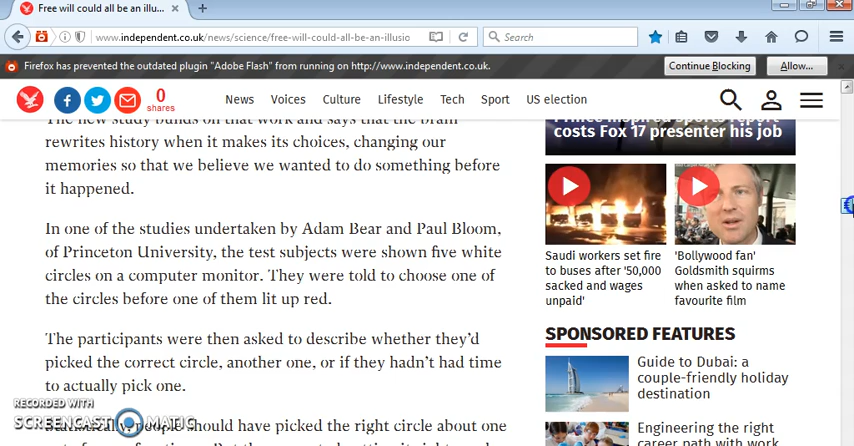 Free will could all be an illu...
www.independent.co.uk/news/science/free-will-could-all-be-an-illusio
Search
Firefox has prevented the outdated plugin "Adobe Flash" from running on http://www.independent.co.uk.
Continue Blocking
Allow...
0
shares
News Voices Culture Lifestyle Tech Sport US election
The new study builds on that work and says that the brain
rewrites history when it makes its choices, changing our
memories so that we believe we wanted to do something before
it happened.
In one of the studies undertaken by Adam Bear and Paul Bloom,
of Princeton University, the test subjects were shown five white
circles on a computer monitor. They were told to choose one of
the circles before one of them lit up red.
The participants were then asked to describe whether they'd
picked the correct circle, another one, or if they hadn't had time
to actually pick one.
people should have picked the right circle about one
costs Fox 17 presenter his job
Saudi workers set fire
to buses after '50,000
sacked and wages
unpaid'
'Bollywood fan'
Goldsmith squirms
when asked to name
favourite film
SPONSORED FEATURES
Guide to Dubai: a
couple-friendly holiday
destination
Engineering the right
career path with work
RECORDED WITH
SCREENCAST MATIC